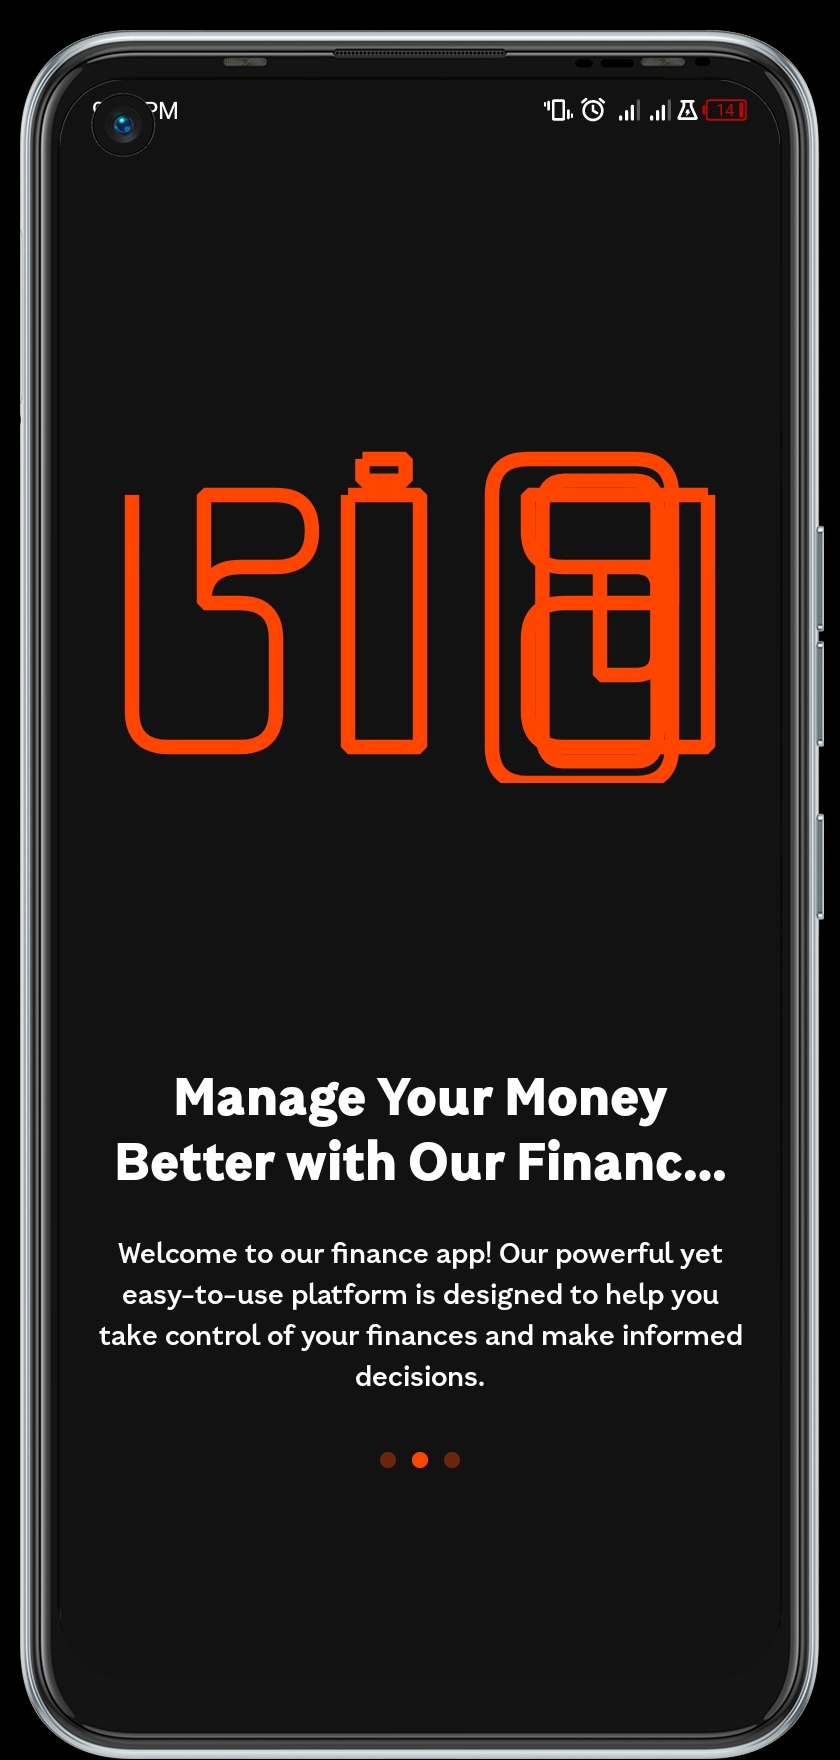 PM
14
Manage Your Money
Better with Our Financ...
Welcome to our finance app! Our powerful yet
easy-to-use platform is designed to help you
take control of your finances and make informed
decisions.